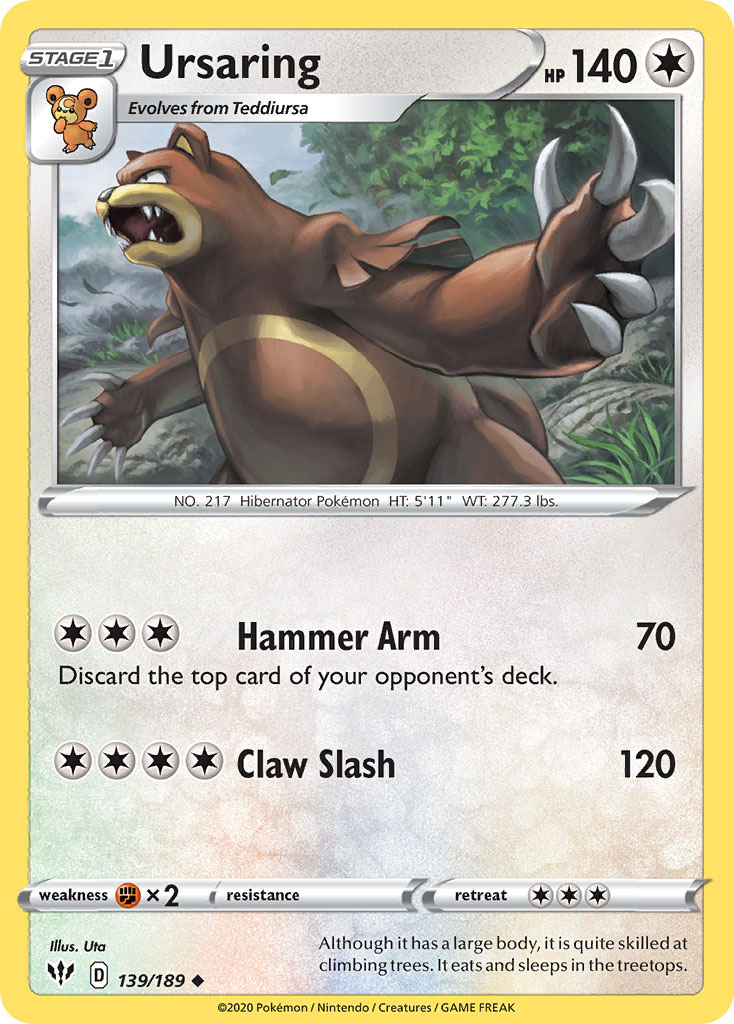 STAGE 1
Ursaring
HP 140
Evolves from Teddiursa
NO. 217 Hibernator Pokémon HT: 5'11" WT: 277.3 lbs.
Hammer Arm 70
Discard the top card of your opponent's deck.
Claw Slash 120
weakness ×2 resistance retreat
Illus. Uta
Although it has a large body, it is quite skilled at
climbing trees. It eats and sleeps in the treetops.
D 139/189
©2020 Pokémon / Nintendo / Creatures / GAME FREAK